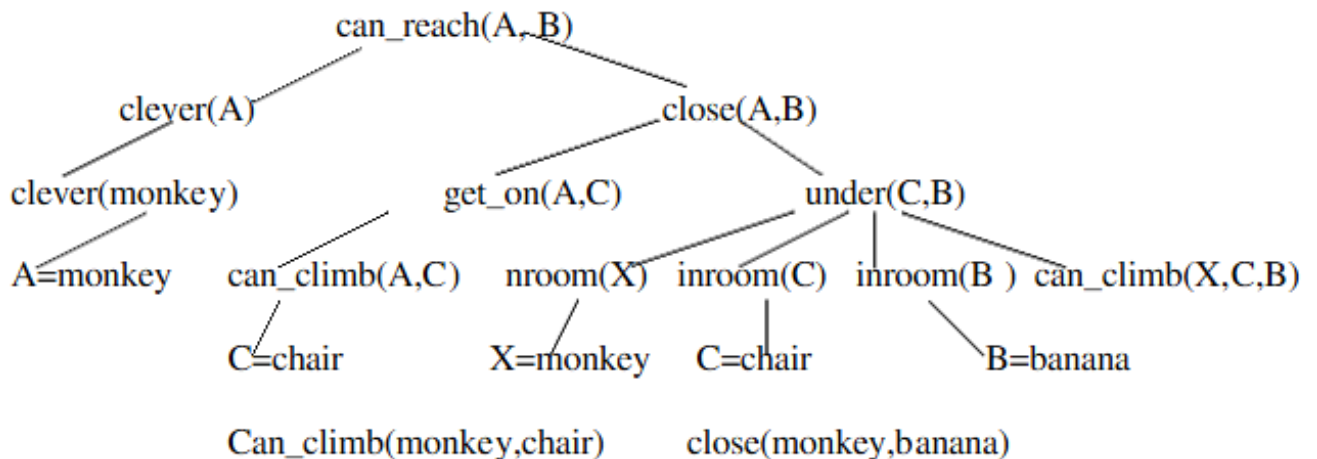 can_reach(A, B)
clever(A) close(A,B)
clever(monkey) get_on(A,C) under(C,B)
A=monkey can_climb(A,C) nroom(X) inroom(C) inroom(B ) can_climb(X,C,B)
C=chair X=monkey C=chair B=banana
Can_climb(monkey,chair) close(monkey,banana)